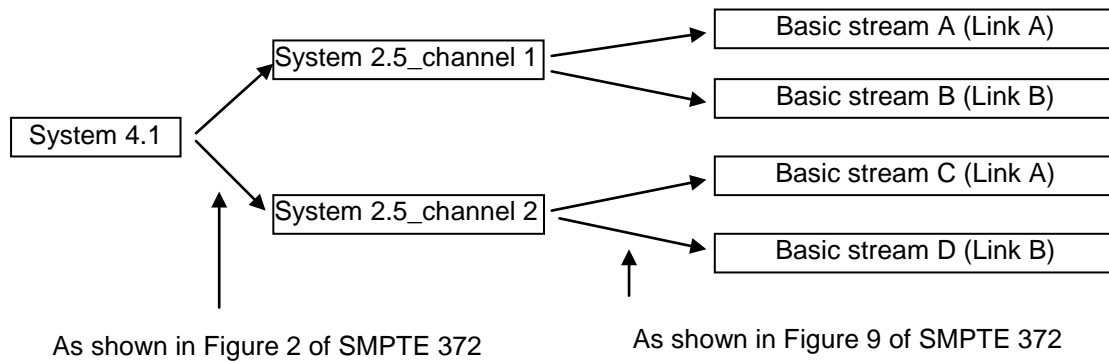 Basic stream A (Link A)
System 2.5_channel 1
Basic stream B (Link B)
System 4.1
Basic stream C (Link A)
System 2.5_channel 2
Basic stream D (Link B)
As shown in Figure 2 of SMPTE 372
As shown in Figure 9 of SMPTE 372